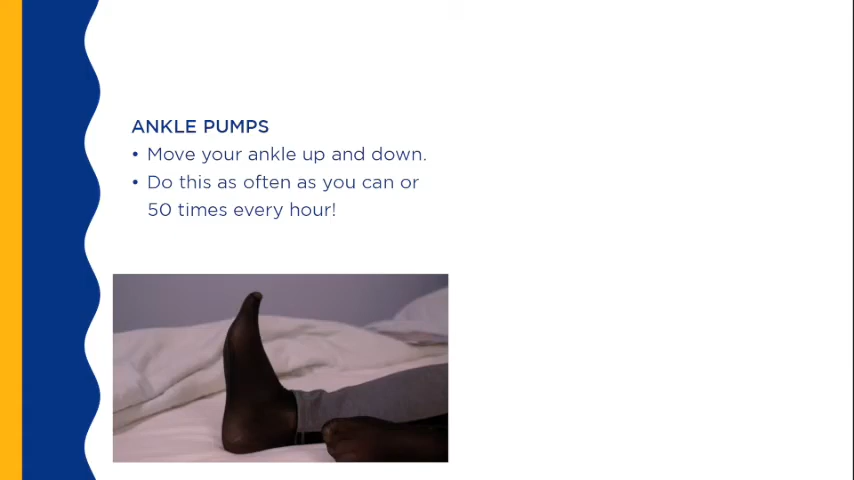 ANKLE PUMPS
• Move your ankle up and down.
• Do this as often as you can or
50 times every hour!